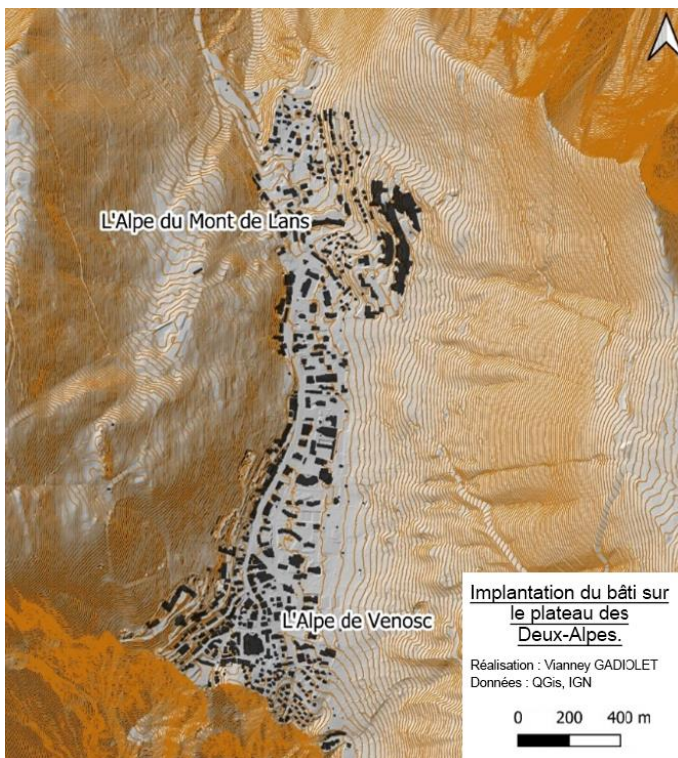 L'Alpe du Mont de Lans
L'Alpe de Venosc
Implantation du bâti sur
le plateau des
Deux-Alpes.
Réalisation : Vianney GADIOLET
Données : QGis, IGN
0 200 400 m